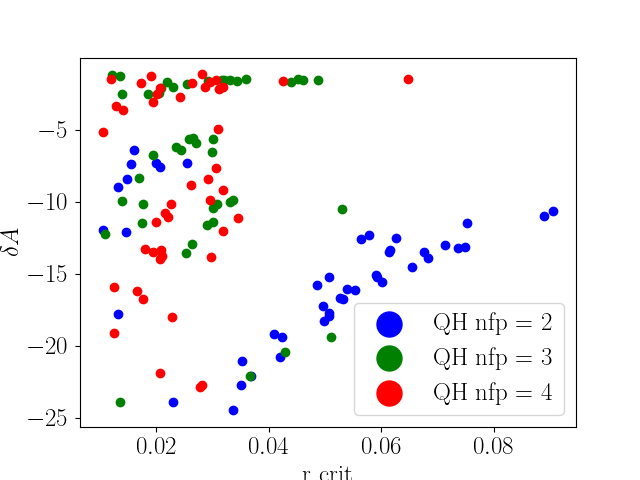 −5
−10
−15
−20
−25
δA
0.02 0.04 0.06 0.08
r crit
QH nfp = 2
QH nfp = 3
QH nfp = 4